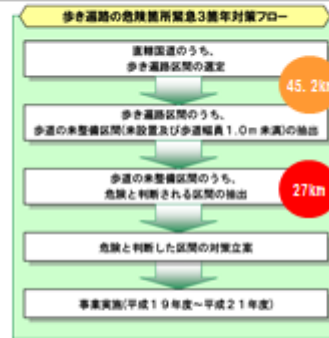 歩き遍路の危険箇所緊急3箇年対策フロー
直轄国道のうち、
歩き遍路区間の選定
45.2km
歩き遍路区間のうち、
歩道の未整備区間(未設置及び歩道幅員1.0m未満)の抽出
歩道の未整備区間のうち、
危険と判断される区間の抽出
27km
危険と判断した区間の対策立案
事業実施(平成19年度~平成21年度)